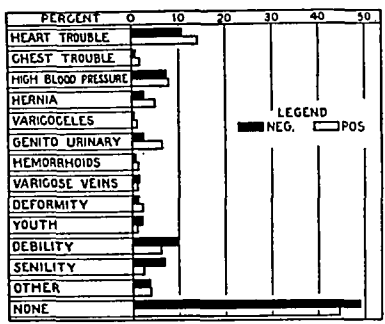 PERCENT 0 10 20 30 40 50
HEART TROUBLE
CHEST TROUBLE
HIGH BLOOD PRESSURE
HERNIA
LEGEND
VARICOCELES
NEG. POS
GENITO URINARY
HEMORRHOIDS
VARICOSE VEINS
DEFORMITY
YOUTH
DEBILITY
SENILITY
OTHER
NONE